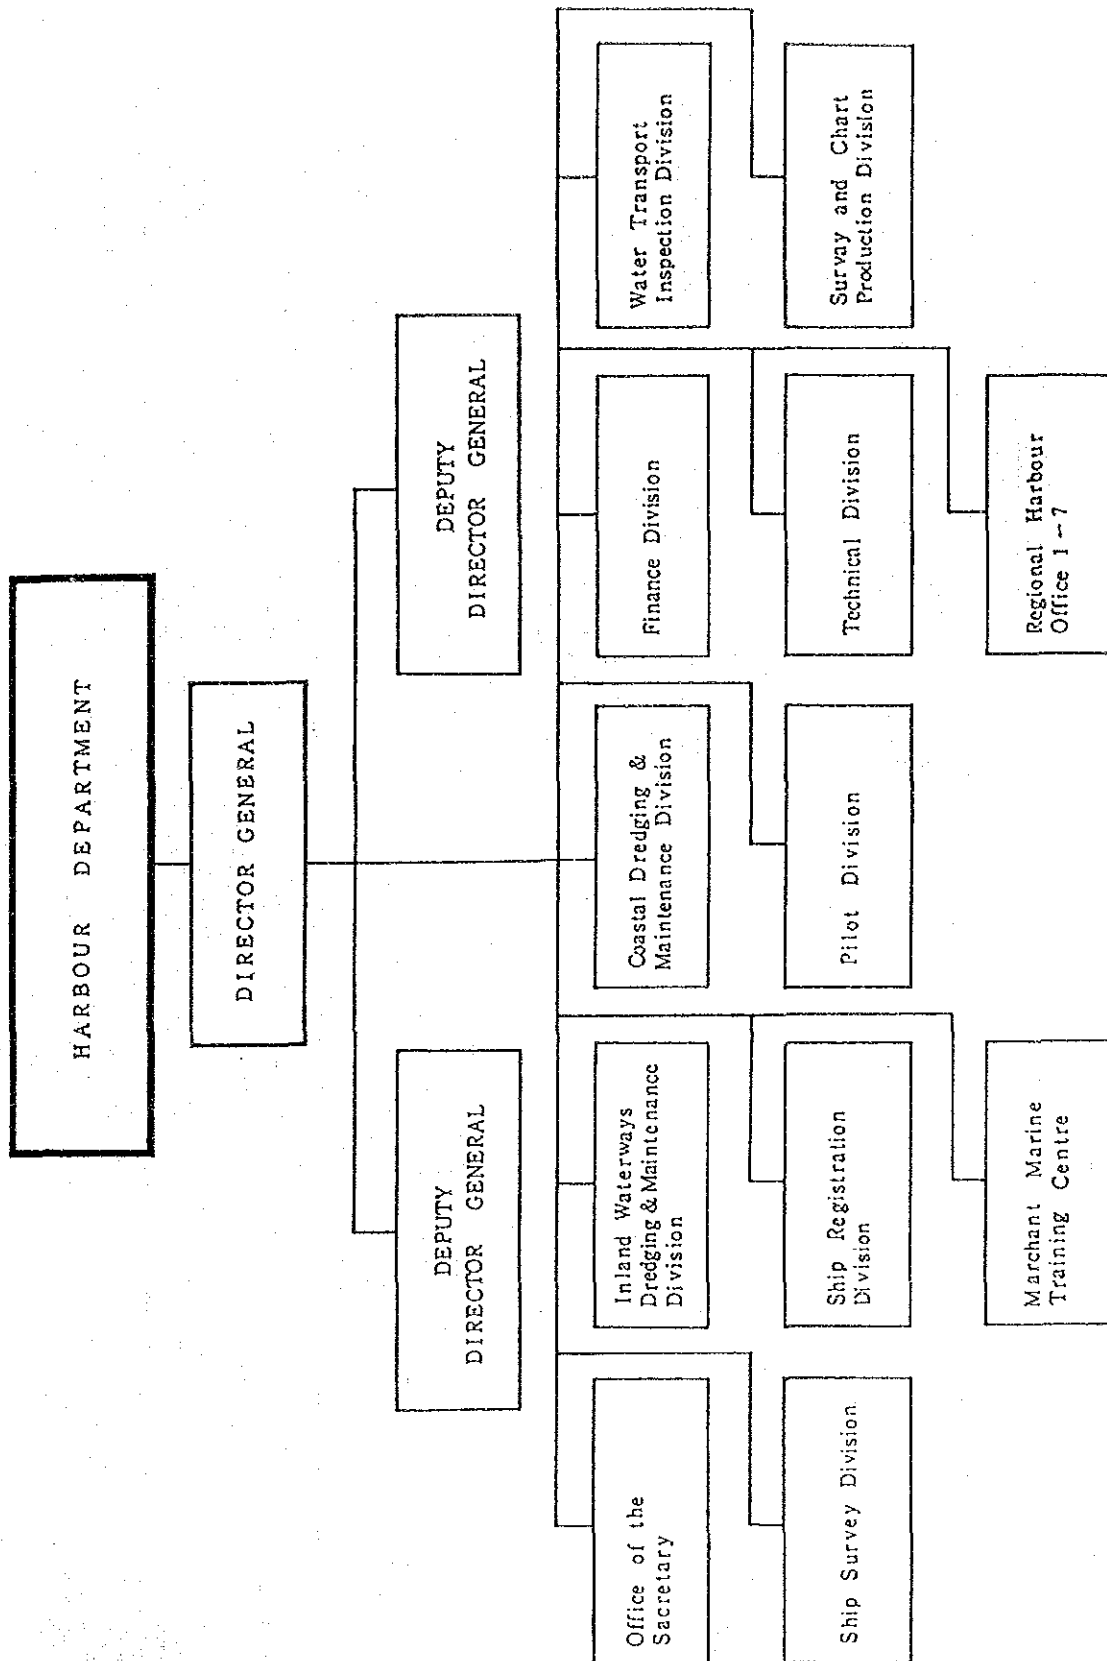 HARBOUR DEPARTMENT
DIRECTOR GENERAL
DEPUTY
DIRECTOR GENERAL
DEPUTY
DIRECTOR GENERAL
Office of the
Sacretary
Inland Waterways
Dredging & Maintenance
Division
Coastal Dredging &
Maintenance Division
Finance Division
Water Transport
Inspection Division
Ship Survey Division
Ship Registration
Division
Pilot Division
Technical Division
Survay and Chart
Production Division
Marchant Marine
Training Centre
Regional Harbour
Office 1 – 7